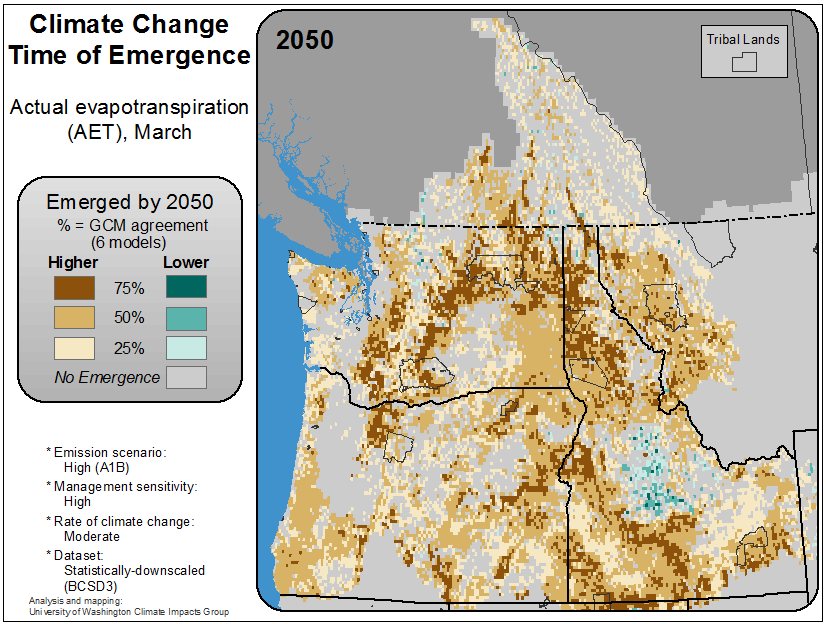 Climate Change
Time of Emergence
Actual evapotranspiration
(AET), March
Emerged by 2050
% = GCM agreement
(6 models)
Higher Lower
75%
50%
25%
No Emergence
* Emission scenario:
High (A1B)
* Management sensitivity:
High
* Rate of climate change:
Moderate
* Dataset:
Statistically-downscaled
(BCSD3)
Analysis and mapping:
University of Washington Climate Impacts Group
2050
Tribal Lands